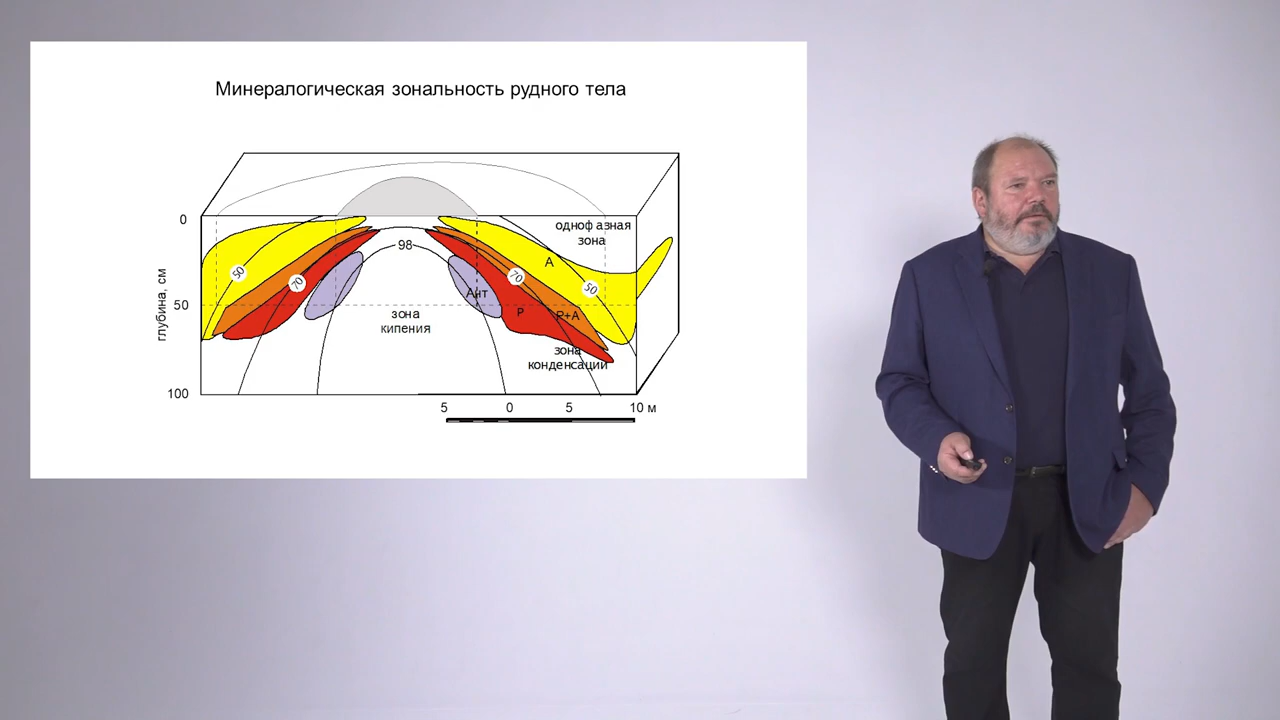 Минералогическая зональность рудного тела
0
однофазная
зона
98
А
50
70
70
50
Ант
глубина, см
50
зона
кипения
Р
Р+А
зона
конденсации
100
5 0 5 10 м